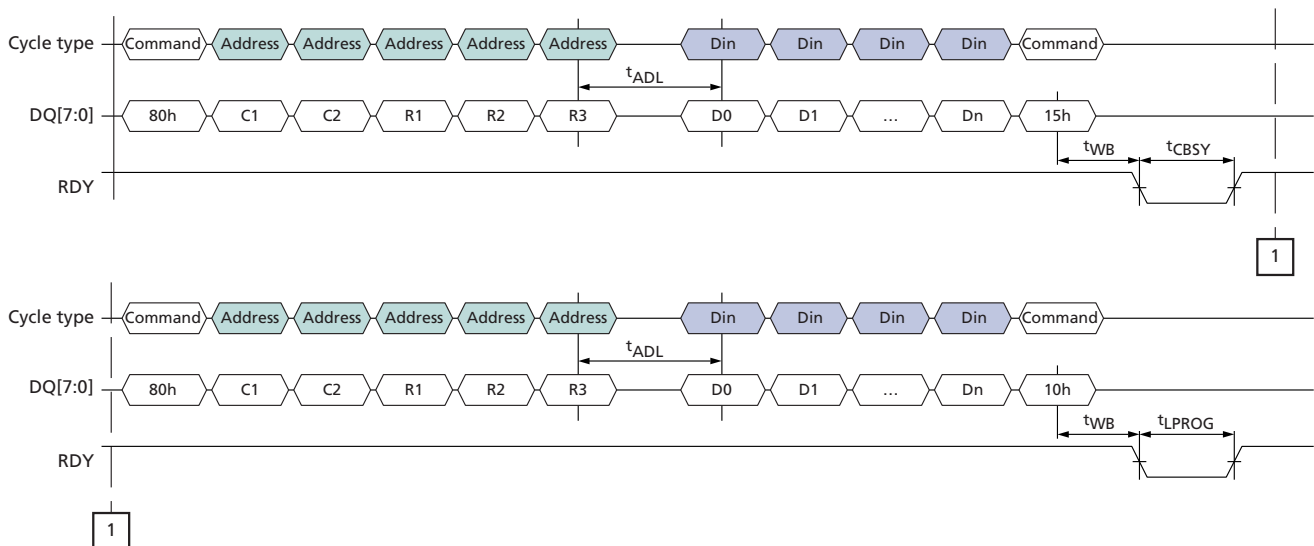 Cycle type Command Address Address Address Address Address Din Din Din Din Command
tADL
DQ[7:0] 80h C1 C2 R1 R2 R3 D0 D1 … Dn 15h
tWB tCBSY
RDY
1
Cycle type Command Address Address Address Address Address Din Din Din Din Command
tADL
DQ[7:0] 80h C1 C2 R1 R2 R3 D0 D1 … Dn 10h
tWB tLPROG
RDY
1